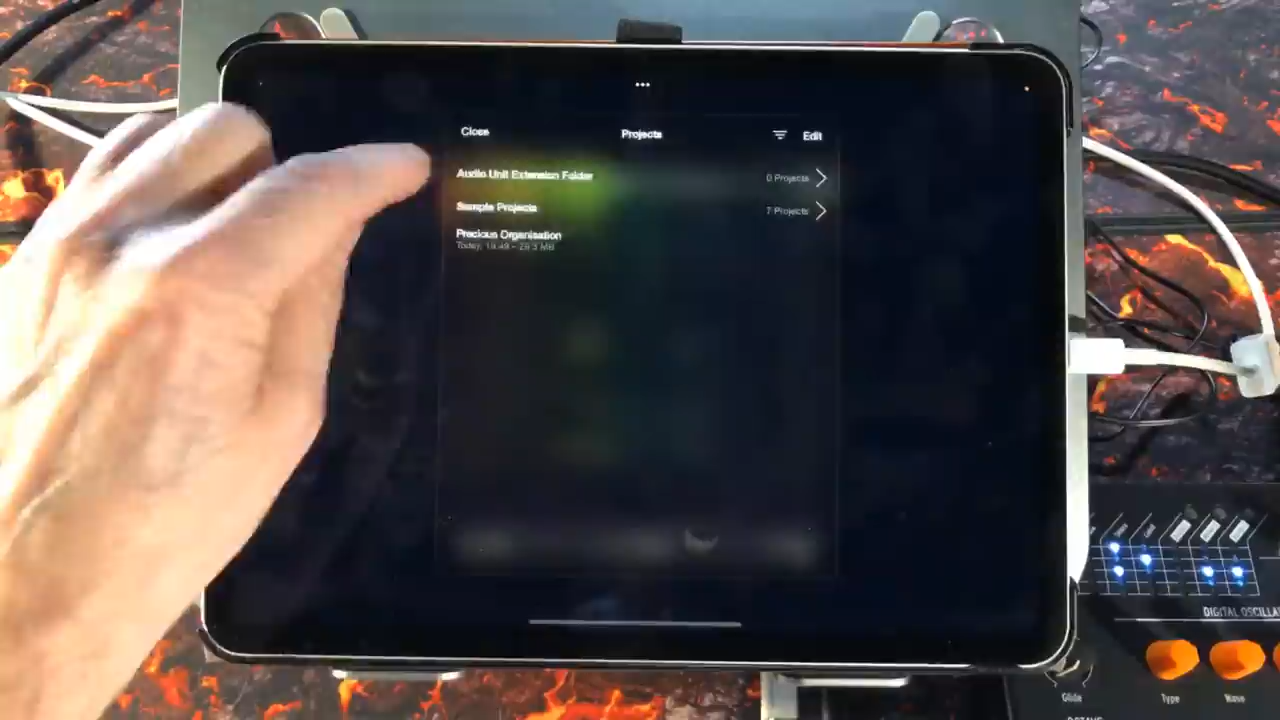 Close
Projects
Edit
Audio Unit Extension Folder
0 Projects
Sample Projects
7 Projects
Precious Organisation
DIGITAL OSCILLA
Glide
Type
Wave
OCTAVE